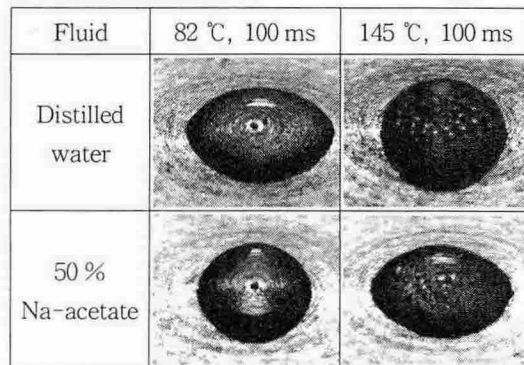 Fluid
82 ℃, 100 ms
145 ℃, 100 ms
Distilled
water
50 %
Na-acetate